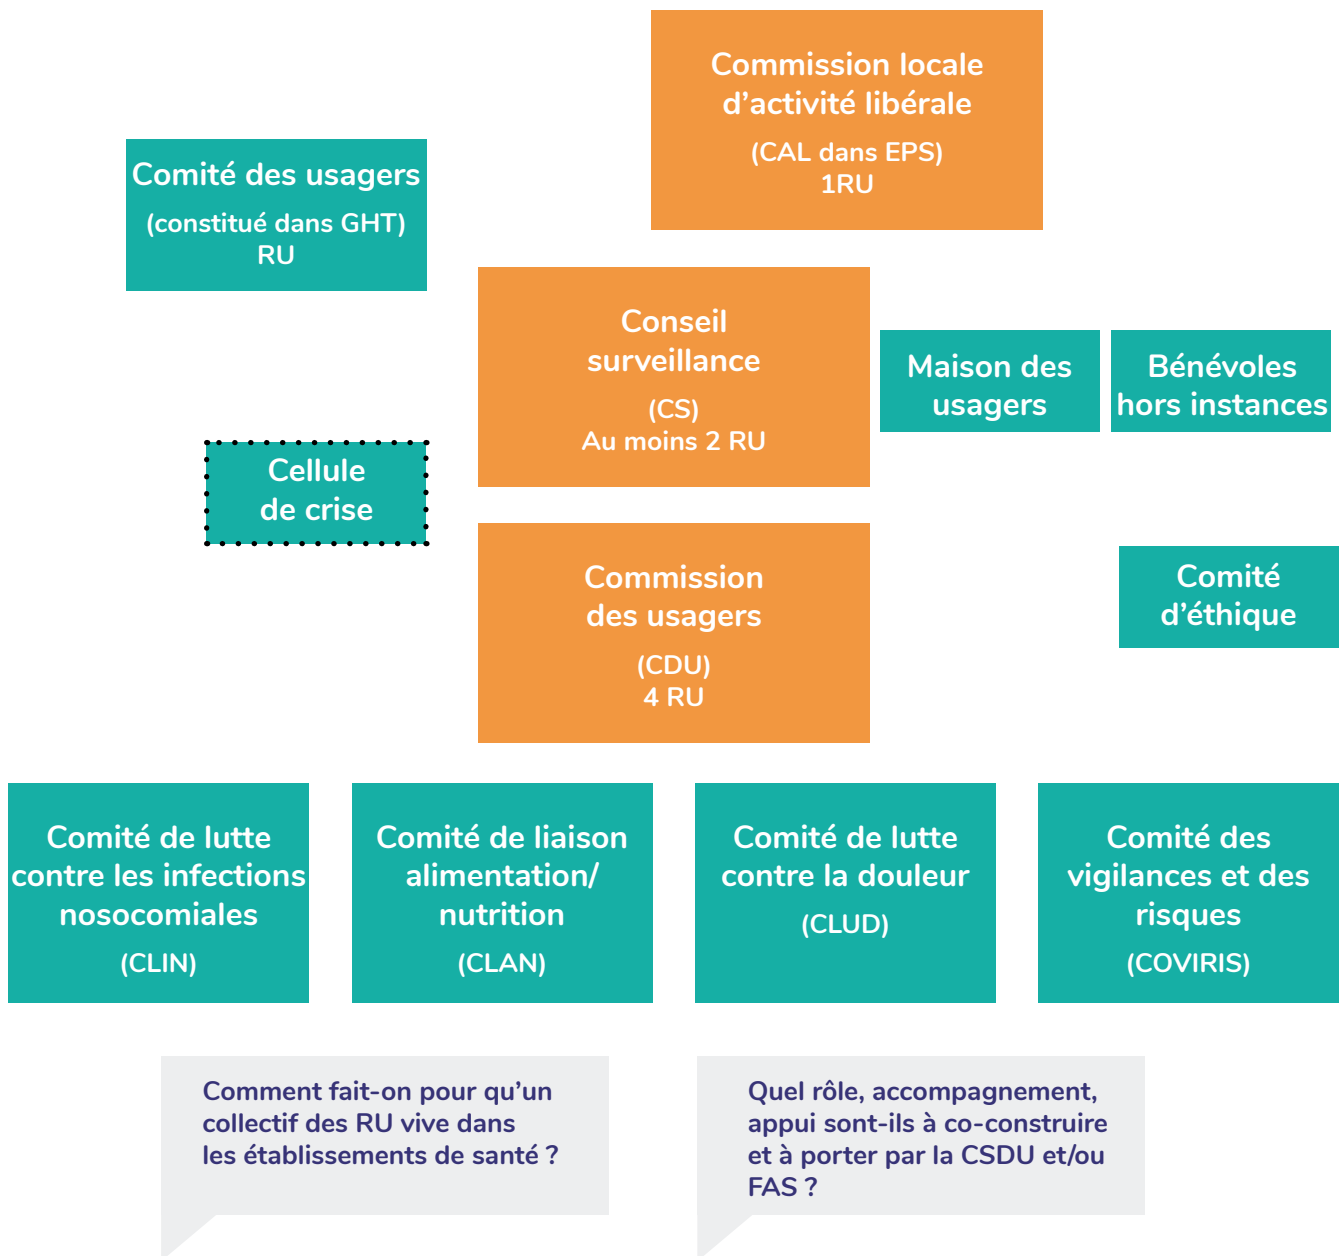 Commission locale
d’activité libérale
(CAL dans EPS)
1RU
Comité des usagers
(constitué dans GHT)
RU
Conseil
surveillance
(CS)
Au moins 2 RU
Maison des
usagers
Bénévoles
hors instances
Cellule
de crise
Commission
des usagers
(CDU)
4 RU
Comité
d’éthique
Comité de lutte
contre les infections
nosocomiales
(CLIN)
Comité de liaison
alimentation/
nutrition
(CLAN)
Comité de lutte
contre la douleur
(CLUD)
Comité des
vigilances et des
risques
(COVIRIS)
Comment fait-on pour qu’un
collectif des RU vive dans
les établissements de santé ?
Quel rôle, accompagnement,
appui sont-ils à co-construire
et à porter par la CSDU et/ou
FAS ?